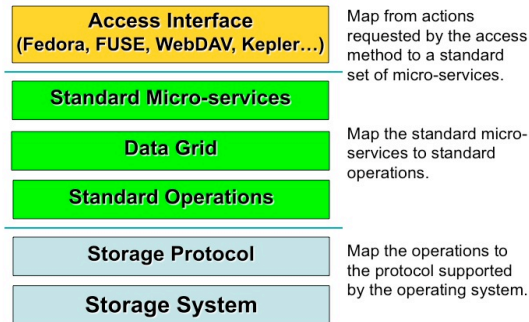 Access Interface
(Fedora, FUSE, WebDAV, Kepler…)
Map from actions
requested by the access
method to a standard
set of micro-services.
Standard Micro-services
Data Grid
Standard Operations
Map the standard micro-
services to standard
operations.
Storage Protocol
Storage System
Map the operations to
the protocol supported
by the operating system.